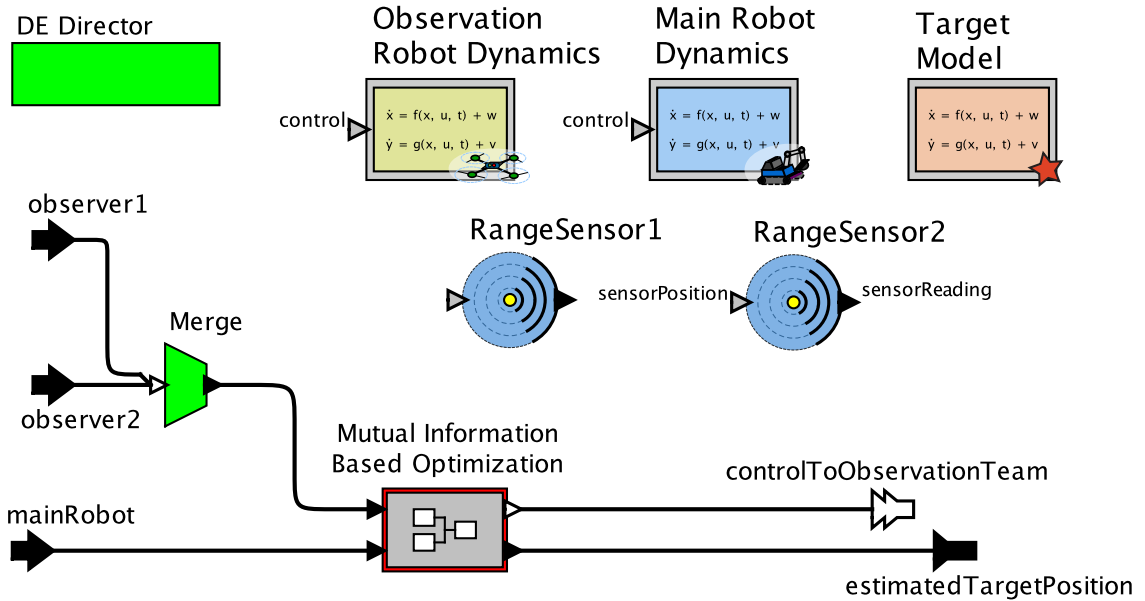 DE Director
Observation
Robot Dynamics
Main Robot
Dynamics
Target
Model
control
ẋ = f(x, u, t) + w
ẏ = g(x, u, t) + v
control
ẋ = f(x, u, t) + w
ẏ = g(x, u, t) + v
ẋ = f(x, u, t) + w
ẏ = g(x, u, t) + v
observer1
RangeSensor1
RangeSensor2
sensorPosition
sensorReading
Merge
observer2
Mutual Information
Based Optimization
controlToObservationTeam
mainRobot
estimatedTargetPosition